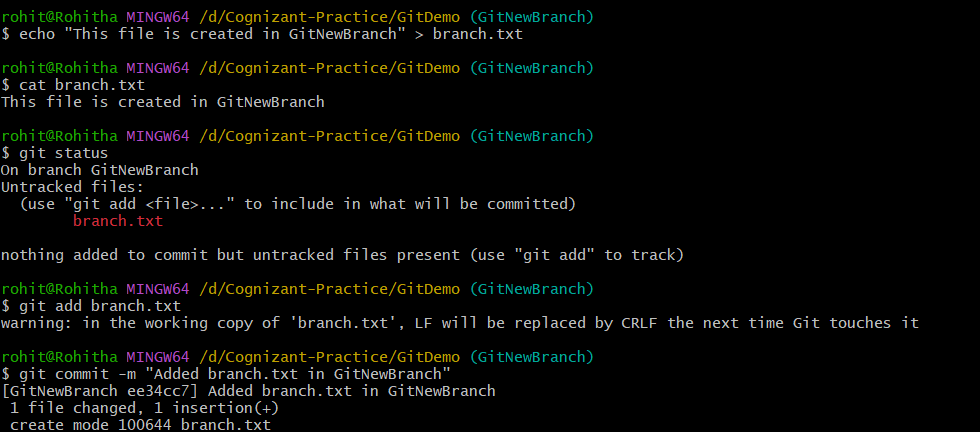 rohit@Rohitha MINGW64 /d/Cognizant-Practice/GitDemo (GitNewBranch)
$ echo "This file is created in GitNewBranch" > branch.txt
rohit@Rohitha MINGW64 /d/Cognizant-Practice/GitDemo (GitNewBranch)
$ cat branch.txt
This file is created in GitNewBranch
rohit@Rohitha MINGW64 /d/Cognizant-Practice/GitDemo (GitNewBranch)
$ git status
On branch GitNewBranch
Untracked files:
  (use "git add <file>..." to include in what will be committed)
        branch.txt
nothing added to commit but untracked files present (use "git add" to track)
rohit@Rohitha MINGW64 /d/Cognizant-Practice/GitDemo (GitNewBranch)
$ git add branch.txt
warning: in the working copy of 'branch.txt', LF will be replaced by CRLF the next time Git touches it
rohit@Rohitha MINGW64 /d/Cognizant-Practice/GitDemo (GitNewBranch)
$ git commit -m "Added branch.txt in GitNewBranch"
[GitNewBranch ee34cc7] Added branch.txt in GitNewBranch
 1 file changed, 1 insertion(+)
 create mode 100644 branch.txt